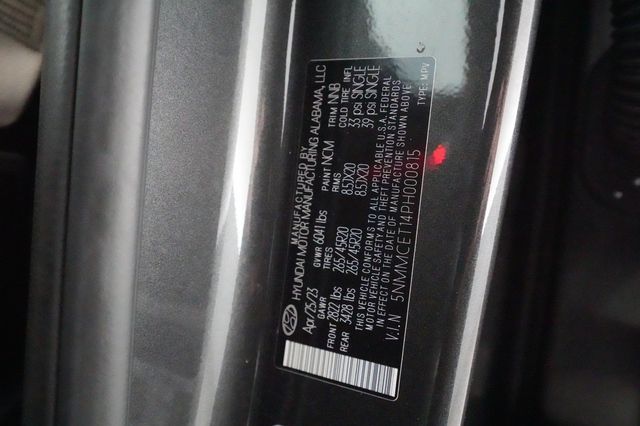 MANUFACTURED BY
HYUNDAI MOTOR MANUFACTURING ALABAMA, LLC
Apr/25/23 GVWR 6041 lbs PAINT NCM TRIM NNB
GAWR TIRES RIMS COLD TIRE INFL
FRONT 2822 lbs 265/45R20 8.5JX20 33 psi SINGLE
REAR 3428 lbs 265/45R20 8.5JX20 39 psi SINGLE
THIS VEHICLE CONFORMS TO ALL APPLICABLE U.S.A. FEDERAL
MOTOR VEHICLE SAFETY AND THEFT PREVENTION STANDARDS
IN EFFECT ON THE DATE OF MANUFACTURE SHOWN ABOVE
V.I.N 5NMMCET14PH000815 TYPE: MPV